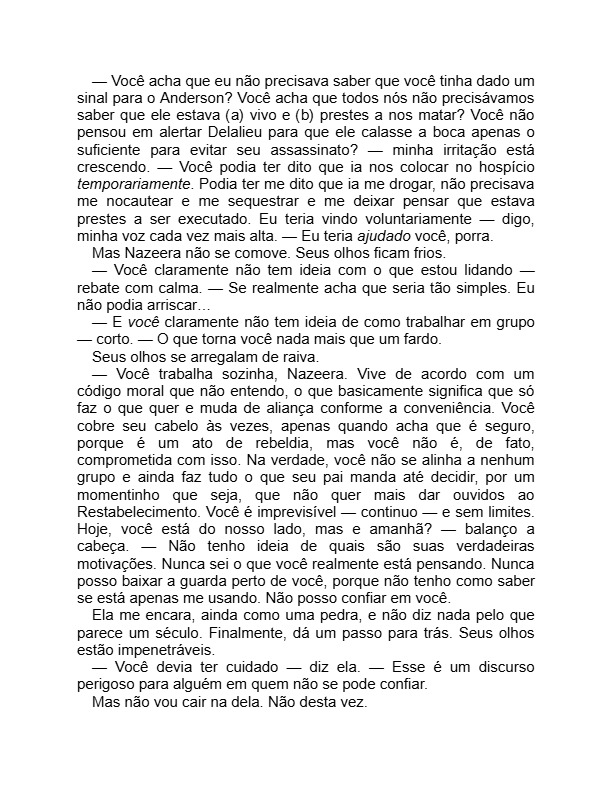 — Você acha que eu não precisava saber que você tinha dado um
sinal para o Anderson? Você acha que todos nós não precisávamos
saber que ele estava (a) vivo e (b) prestes a nos matar? Você não
pensou em alertar Delalieu para que ele calasse a boca apenas o
suficiente para evitar seu assassinato? — minha irritação está
crescendo. — Você podia ter dito que ia nos colocar no hospício
temporariamente. Podia ter me dito que ia me drogar, não precisava
me nocautear e me sequestrar e me deixar pensar que estava
prestes a ser executado. Eu teria vindo voluntariamente — digo,
minha voz cada vez mais alta. — Eu teria ajudado você, porra.
Mas Nazeera não se comove. Seus olhos ficam frios.
— Você claramente não tem ideia com o que estou lidando —
rebate com calma. — Se realmente acha que seria tão simples. Eu
não podia arriscar…
— E você claramente não tem ideia de como trabalhar em grupo
— corto. — O que torna você nada mais que um fardo.
Seus olhos se arregalam de raiva.
— Você trabalha sozinha, Nazeera. Vive de acordo com um
código moral que não entendo, o que basicamente significa que só
faz o que quer e muda de aliança conforme a conveniência. Você
cobre seu cabelo às vezes, apenas quando acha que é seguro,
porque é um ato de rebeldia, mas você não é, de fato,
comprometida com isso. Na verdade, você não se alinha a nenhum
grupo e ainda faz tudo o que seu pai manda até decidir, por um
momentinho que seja, que não quer mais dar ouvidos ao
Restabelecimento. Você é imprevisível — continuo — e sem limites.
Hoje, você está do nosso lado, mas e amanhã? — balanço a
cabeça. — Não tenho ideia de quais são suas verdadeiras
motivações. Nunca sei o que você realmente está pensando. Nunca
posso baixar a guarda perto de você, porque não tenho como saber
se está apenas me usando. Não posso confiar em você.
Ela me encara, ainda como uma pedra, e não diz nada pelo que
parece um século. Finalmente, dá um passo para trás. Seus olhos
estão impenetráveis.
— Você devia ter cuidado — diz ela. — Esse é um discurso
perigoso para alguém em quem não se pode confiar.
Mas não vou cair na dela. Não desta vez.